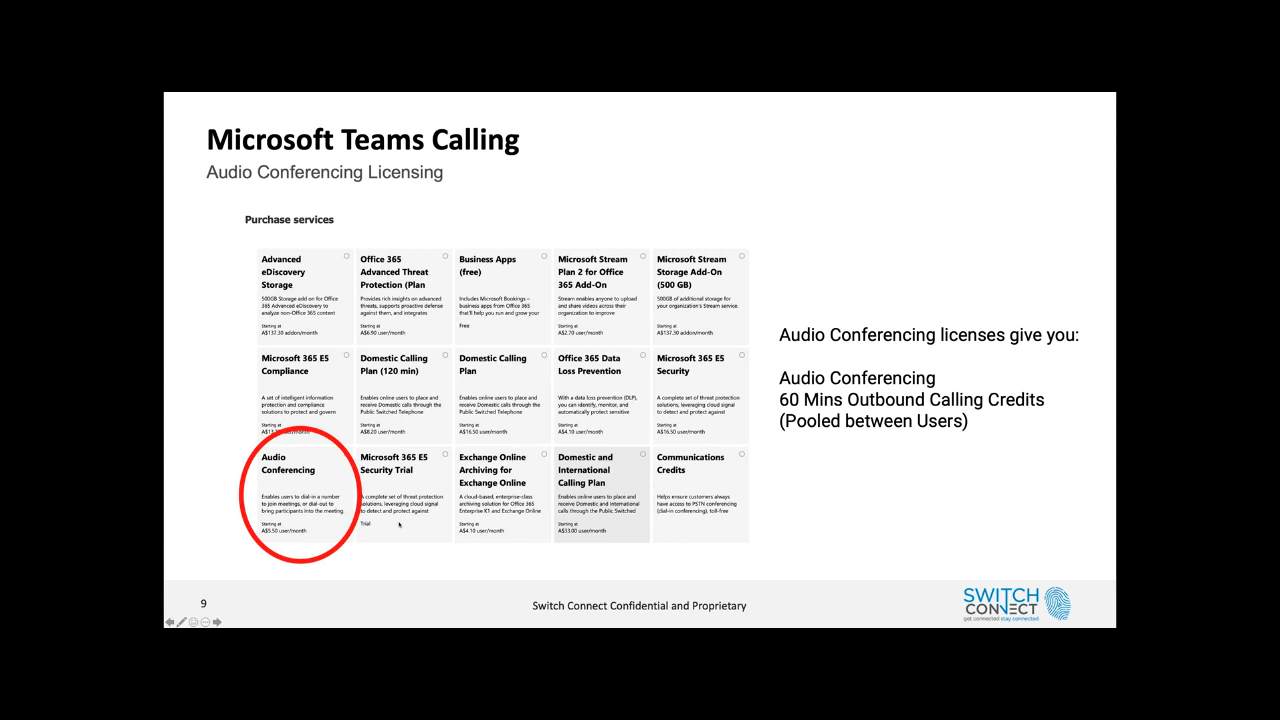 Microsoft Teams Calling
Audio Conferencing Licensing
Purchase services
Advanced
eDiscovery
Storage
500GB Storage add on for Office
365 Advanced eDiscovery to
analyze non-Office 365 content
Starting at
A$137.30 addon/month
Office 365
Advanced Threat
Protection (Plan
Provides rich insights on advanced
threats, supports proactive defense
against them, and integrates
Starting at
A$6.90 user/month
Business Apps
(free)
Includes Microsoft Bookings –
business apps from Office 365
that'll help you run and grow your
Free
Microsoft Stream
Plan 2 for Office
365 Add-On
Stream enables anyone to upload
and share videos across their
organization to improve
Starting at
A$2.70 user/month
Microsoft Stream
Storage Add-On
(500 GB)
500GB of additional storage for
your organization's Stream service.
Starting at
A$137.30 addon/month
Microsoft 365 E5
Compliance
A set of intelligent information
protection and compliance
solutions to protect and govern
Starting at
user/month
Domestic Calling
Plan (120 min)
Enables online users to place and
receive Domestic calls through the
Public Switched Telephone
Starting at
A$8.20 user/month
Domestic Calling
Plan
Enables online users to place and
receive Domestic calls through the
Public Switched Telephone
Starting at
A$16.50 user/month
Office 365 Data
Loss Prevention
With a data loss prevention (DLP),
you can identify, monitor, and
automatically protect sensitive
Starting at
A$4.10 user/month
Microsoft 365 E5
Security
A complete set of threat protection
solutions, leveraging cloud signal
to detect and protect against
Starting at
A$16.50 user/month
Audio
Conferencing
Enables users to dial-in a number
to join meetings, or dial-out to
bring participants into the meeting.
Starting at
A$5.50 user/month
Microsoft 365 E5
Security Trial
A complete set of threat protection
solutions, leveraging cloud signal
to detect and protect against
Trial
Exchange Online
Archiving for
Exchange Online
A cloud-based, enterprise-class
archiving solution for Office 365
Enterprise K1 and Exchange Online
Starting at
A$4.10 user/month
Domestic and
International
Calling Plan
Enables online users to place and
receive Domestic and International
calls through the Public Switched
Starting at
A$33.00 user/month
Communications
Credits
Helps ensure customers always
have access to PSTN conferencing
(dial-in conferencing), toll-free
Audio Conferencing licenses give you:
Audio Conferencing
60 Mins Outbound Calling Credits
(Pooled between Users)
9
Switch Connect Confidential and Proprietary
SWITCH
CONNECT
get connected stay connected